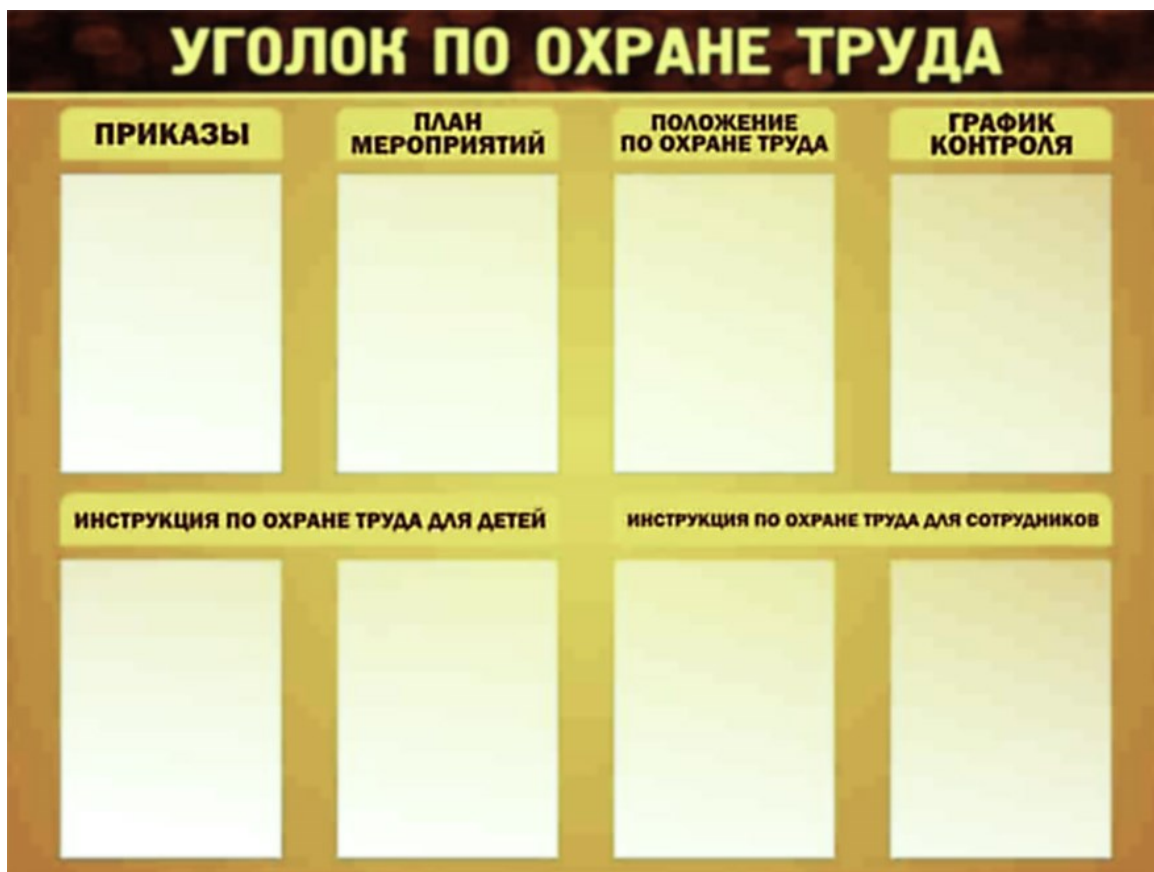 УГОЛОК ПО ОХРАНЕ ТРУДА
ПРИКАЗЫ
ПЛАН
МЕРОПРИЯТИЙ
ПОЛОЖЕНИЕ
ПО ОХРАНЕ ТРУДА
ГРАФИК
КОНТРОЛЯ
ИНСТРУКЦИЯ ПО ОХРАНЕ ТРУДА ДЛЯ ДЕТЕЙ
ИНСТРУКЦИЯ ПО ОХРАНЕ ТРУДА ДЛЯ СОТРУДНИКОВ